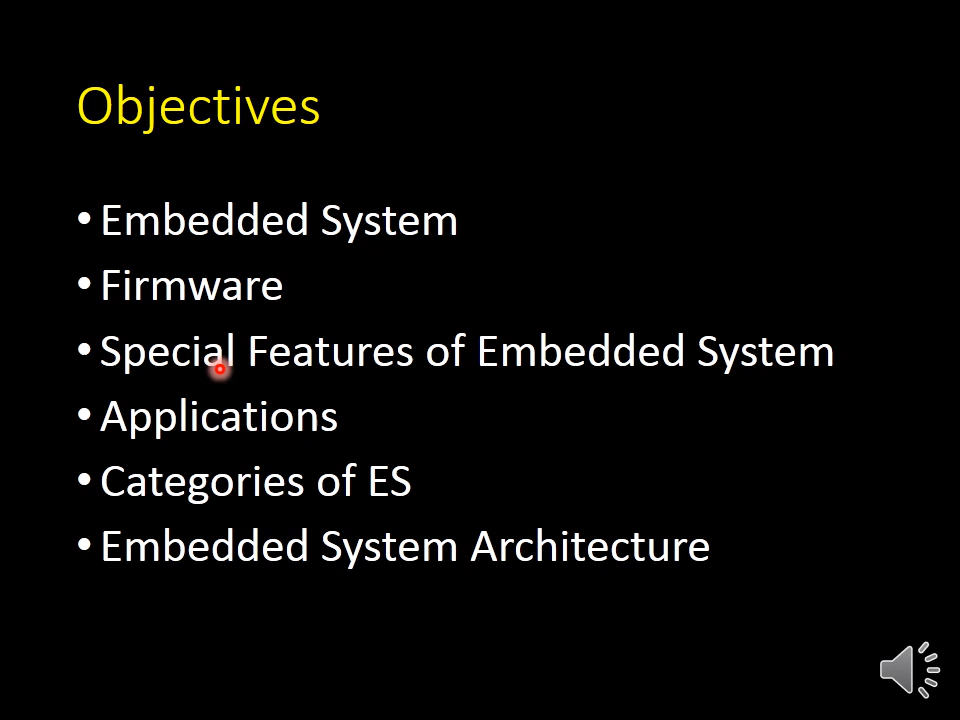 Objectives
• Embedded System
• Firmware
• Special Features of Embedded System
• Applications
• Categories of ES
• Embedded System Architecture